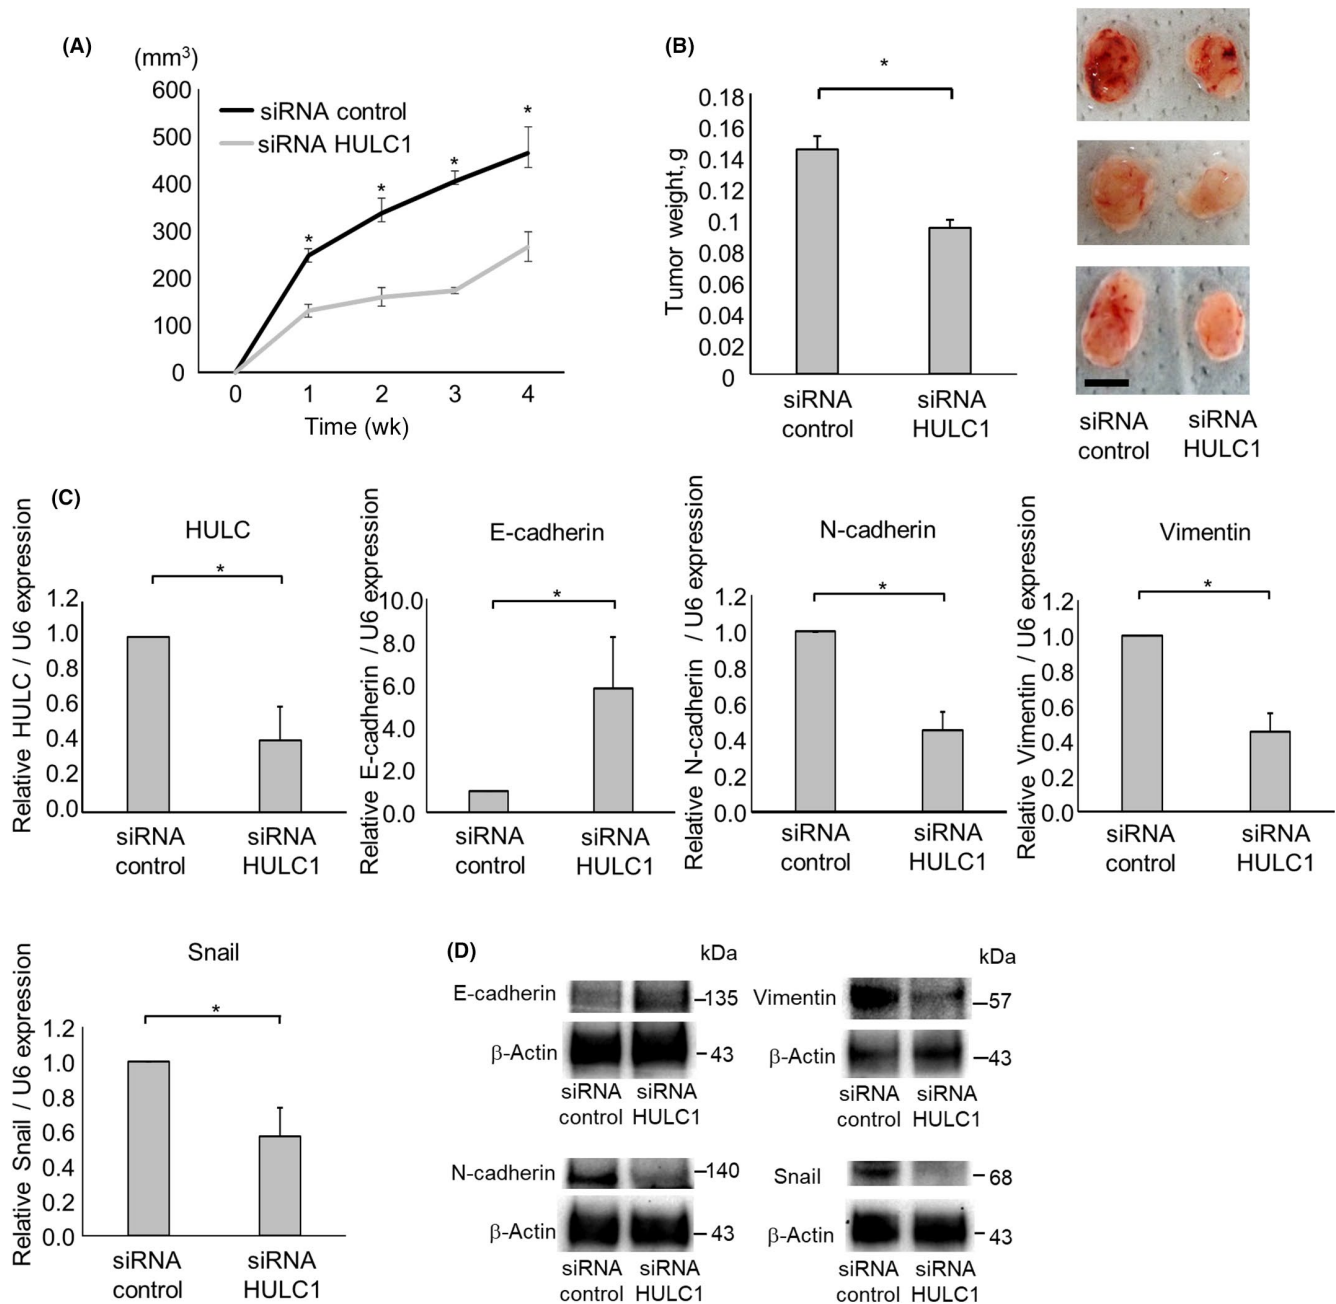 (A)
(mm³)
600
500
400
300
200
100
0
siRNA control
siRNA HULC1
*
*
*
*
0 1 2 3 4
Time (wk)
(B)
Tumor weight, g
0.18
0.16
0.14
0.12
0.1
0.08
0.06
0.04
0.02
0
*
siRNA control
siRNA HULC1
siRNA control
siRNA HULC1
(C)
HULC
Relative HULC / U6 expression
1.2
1.0
0.8
0.6
0.4
0.2
0.0
*
siRNA control
siRNA HULC1
E-cadherin
Relative E-cadherin / U6 expression
10.0
8.0
6.0
4.0
2.0
0.0
*
siRNA control
siRNA HULC1
N-cadherin
Relative N-cadherin / U6 expression
1.2
1.0
0.8
0.6
0.4
0.2
0.0
*
siRNA control
siRNA HULC1
Vimentin
Relative Vimentin / U6 expression
1.2
1.0
0.8
0.6
0.4
0.2
0.0
*
siRNA control
siRNA HULC1
Snail
Relative Snail / U6 expression
1.2
1.0
0.8
0.6
0.4
0.2
0.0
*
siRNA control
siRNA HULC1
(D)
kDa
E-cadherin
135
β-Actin
43
siRNA control
siRNA HULC1
kDa
Vimentin
57
β-Actin
43
siRNA control
siRNA HULC1
N-cadherin
140
β-Actin
43
siRNA control
siRNA HULC1
Snail
68
β-Actin
43
siRNA control
siRNA HULC1